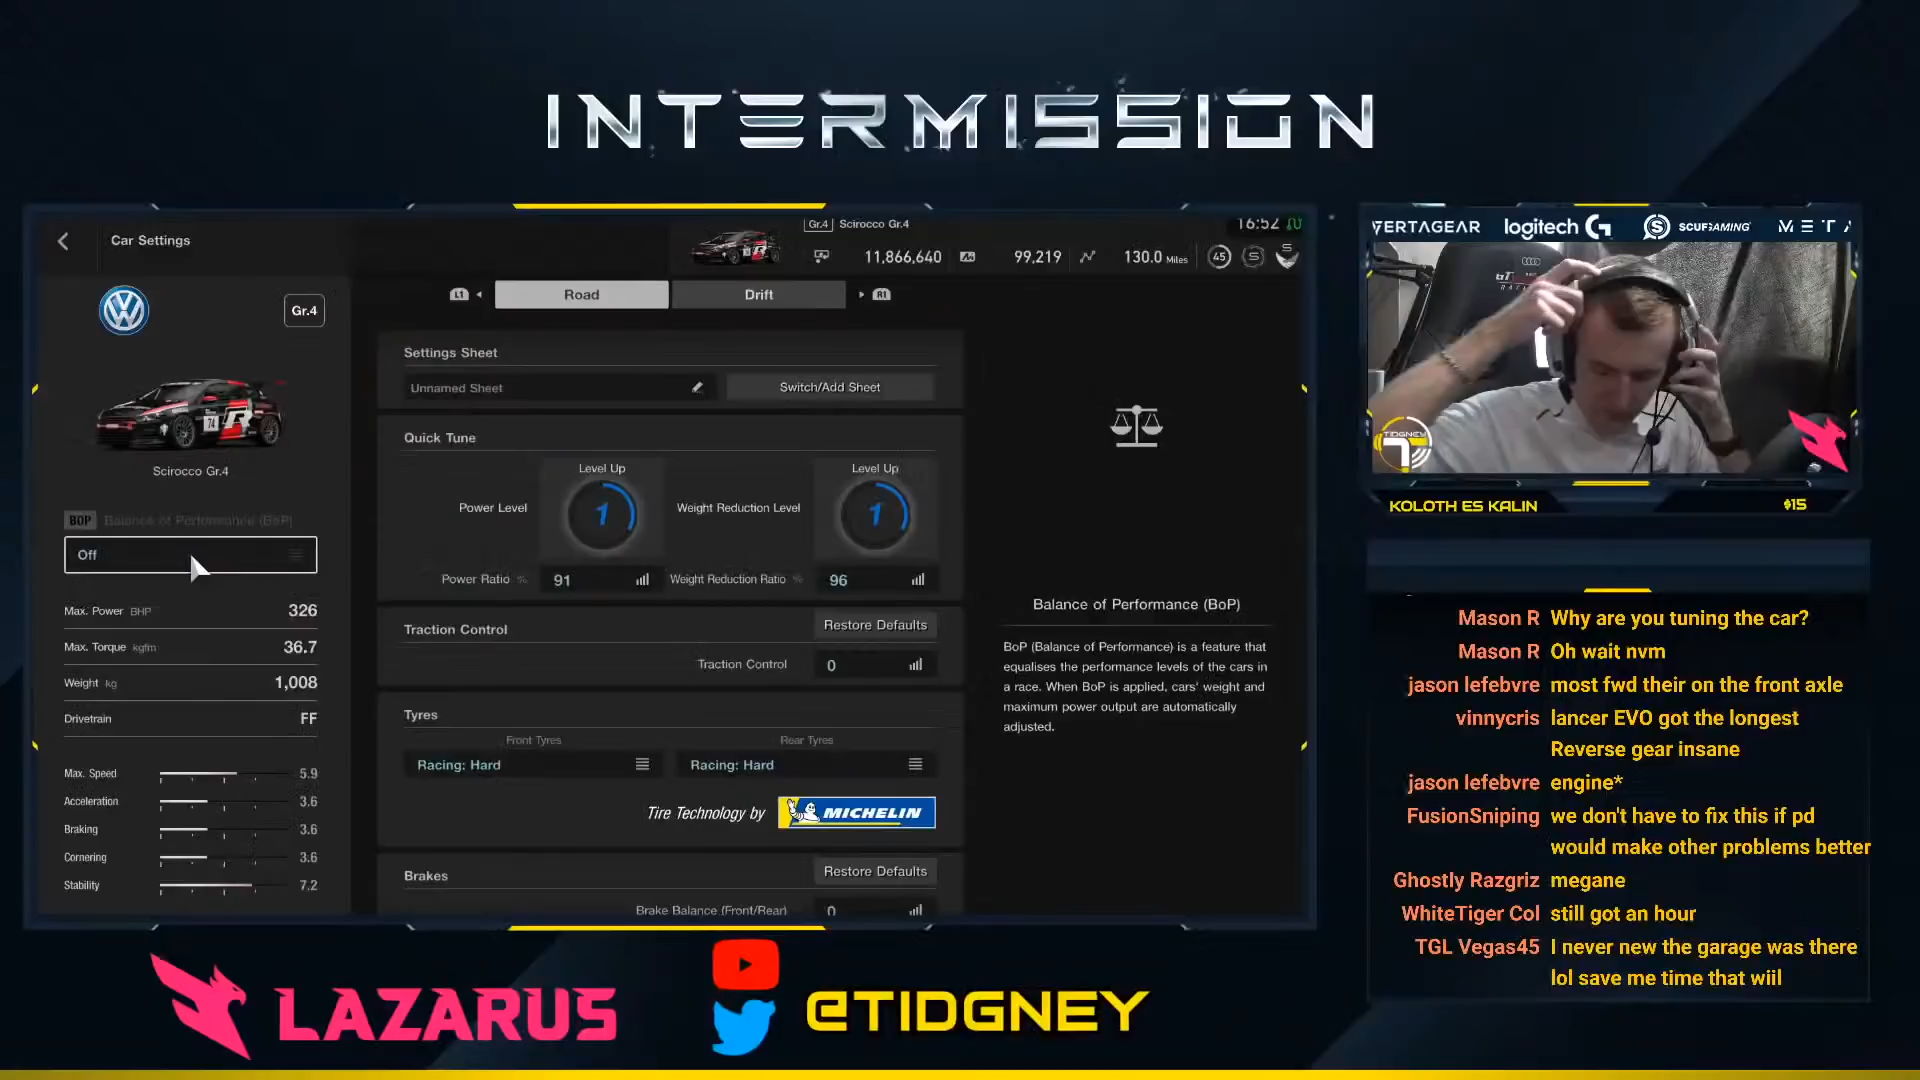 INTERMISSION
Car Settings
Gr.4 Scirocco Gr.4
16:52
11,866,640 99,219 130.0 Miles 45 S S
L1 Road Drift R1
Gr.4
Scirocco Gr.4
BOP Balance of Performance (BoP)
Off
Max. Power BHP 326
Max. Torque kgfm 36.7
Weight kg 1,008
Drivetrain FF
Max. Speed 5.9
Acceleration 3.6
Braking 3.6
Cornering 3.6
Stability 7.2
Settings Sheet
Unnamed Sheet Switch/Add Sheet
Quick Tune
Level Up Level Up
Power Level 1 Weight Reduction Level 1
Power Ratio % 91 Weight Reduction Ratio % 96
Traction Control Restore Defaults
Traction Control 0
Tyres
Front Tyres Rear Tyres
Racing: Hard Racing: Hard
Tire Technology by MICHELIN
Brakes Restore Defaults
Brake Balance (Front/Rear) 0
Balance of Performance (BoP)
BoP (Balance of Performance) is a feature that
equalises the performance levels of the cars in
a race. When BoP is applied, cars' weight and
maximum power output are automatically
adjusted.
VERTAGEAR logitech G SCUF GAMING
TIDGNEY
KOLOTH ES KALIN $15
Mason R Why are you tuning the car?
Mason R Oh wait nvm
jason lefebvre most fwd their on the front axle
vinnycris lancer EVO got the longest
Reverse gear insane
jason lefebvre engine*
FusionSniping we don't have to fix this if pd
would make other problems better
Ghostly Razgriz megane
WhiteTiger Col still got an hour
TGL Vegas45 I never new the garage was there
lol save me time that wiil
LAZARUS
@TIDGNEY